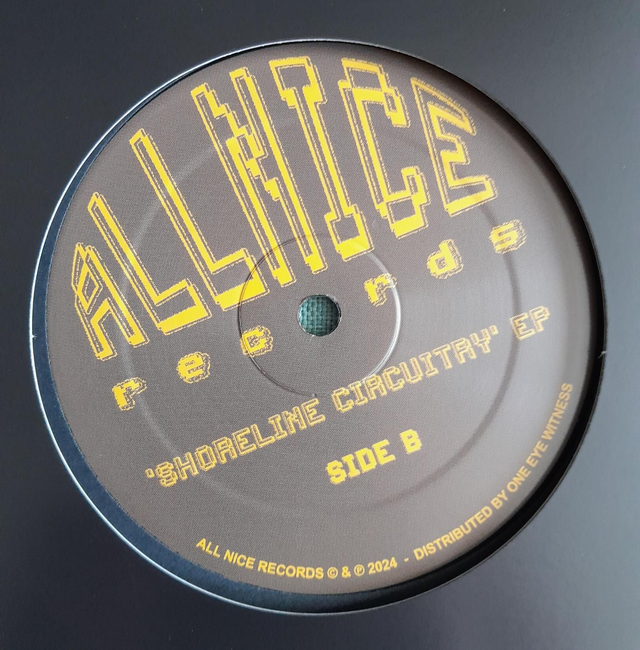 ALLNICE
records
'SHORELINE CIRCUITRY' EP
SIDE B
ALL NICE RECORDS © & ℗ 2024 - DISTRIBUTED BY ONE EYE WITNESS